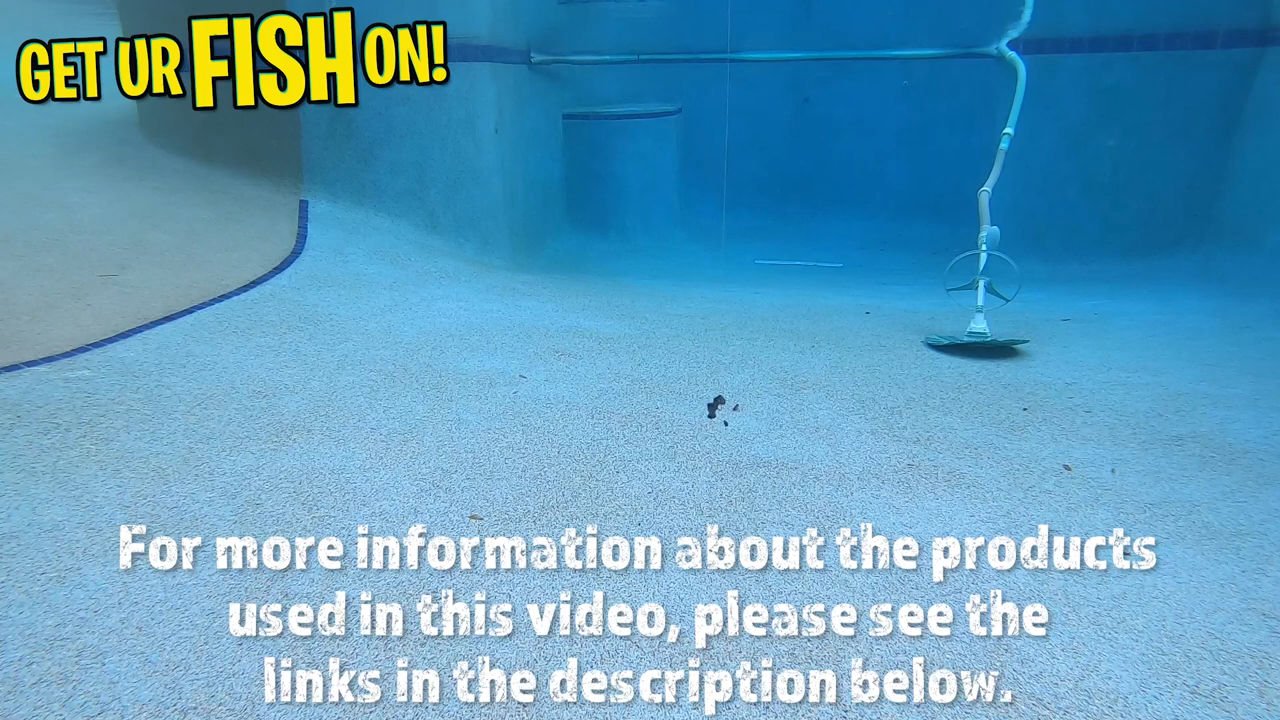 GET UR FISH ON!
For more information about the products
used in this video, please see the
links in the description below.